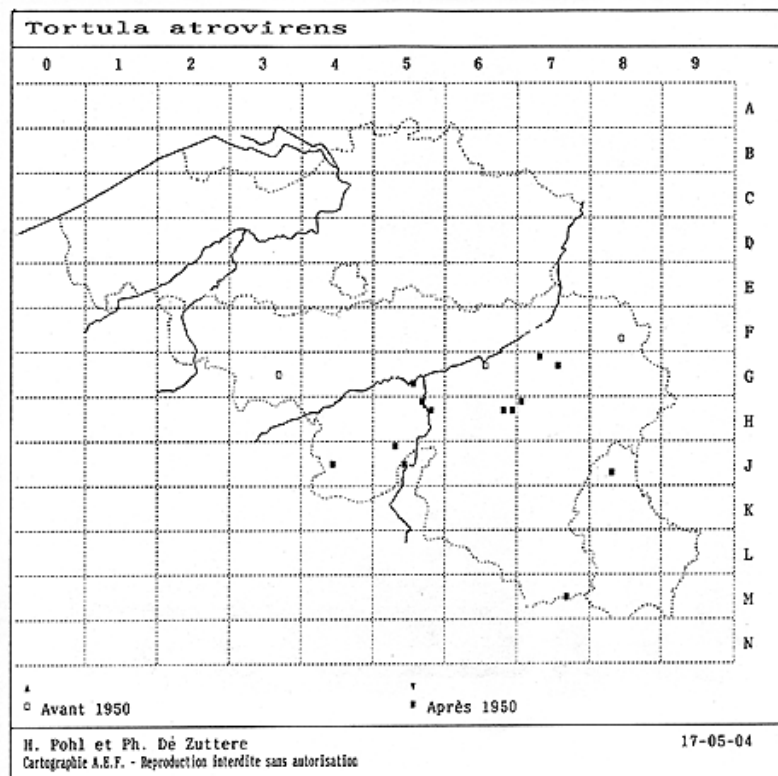 Tortula atrovirens
0 1 2 3 4 5 6 7 8 9
A
B
C
D
E
F
G
H
J
K
L
M
N
Avant 1950
Après 1950
H. Pohl et Ph. De Zuttere
17-05-04
Cartographie A.E.F. - Reproduction interdite sans autorisation